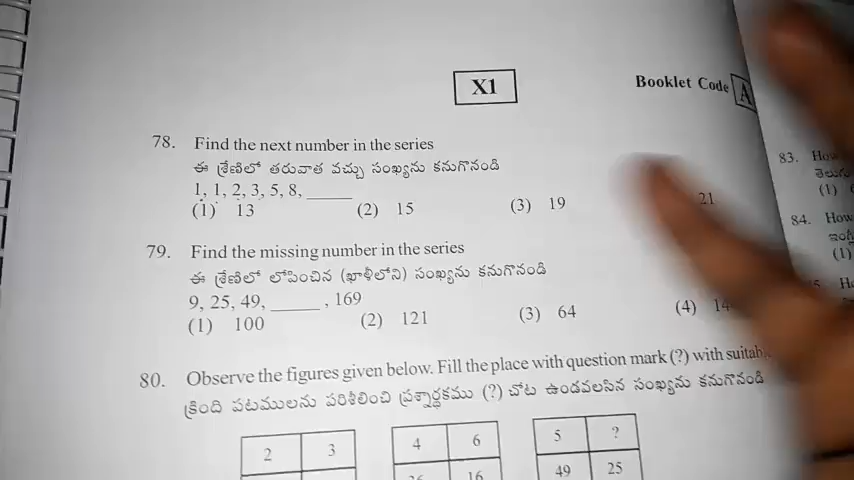 X1
Booklet Code A
78. Find the next number in the series
ఈ శ్రేణిలో తరువాత వచ్చు సంఖ్యను కనుగొనండి
1, 1, 2, 3, 5, 8, _____
(1) 13 (2) 15 (3) 19 21
79. Find the missing number in the series
ఈ శ్రేణిలో లోపించిన (ఖాళీలోని) సంఖ్యను కనుగొనండి
9, 25, 49, _____ , 169
(1) 100 (2) 121 (3) 64 (4)
80. Observe the figures given below. Fill the place with question mark (?) with
క్రింది పటములను పరిశీలించి ప్రశ్నార్థకము (?) చోట ఉండవలసిన సంఖ్యను కనుగొనండి
2 3
4 6
16
5 ?
49 25
83.
(1)
84. How
(1)